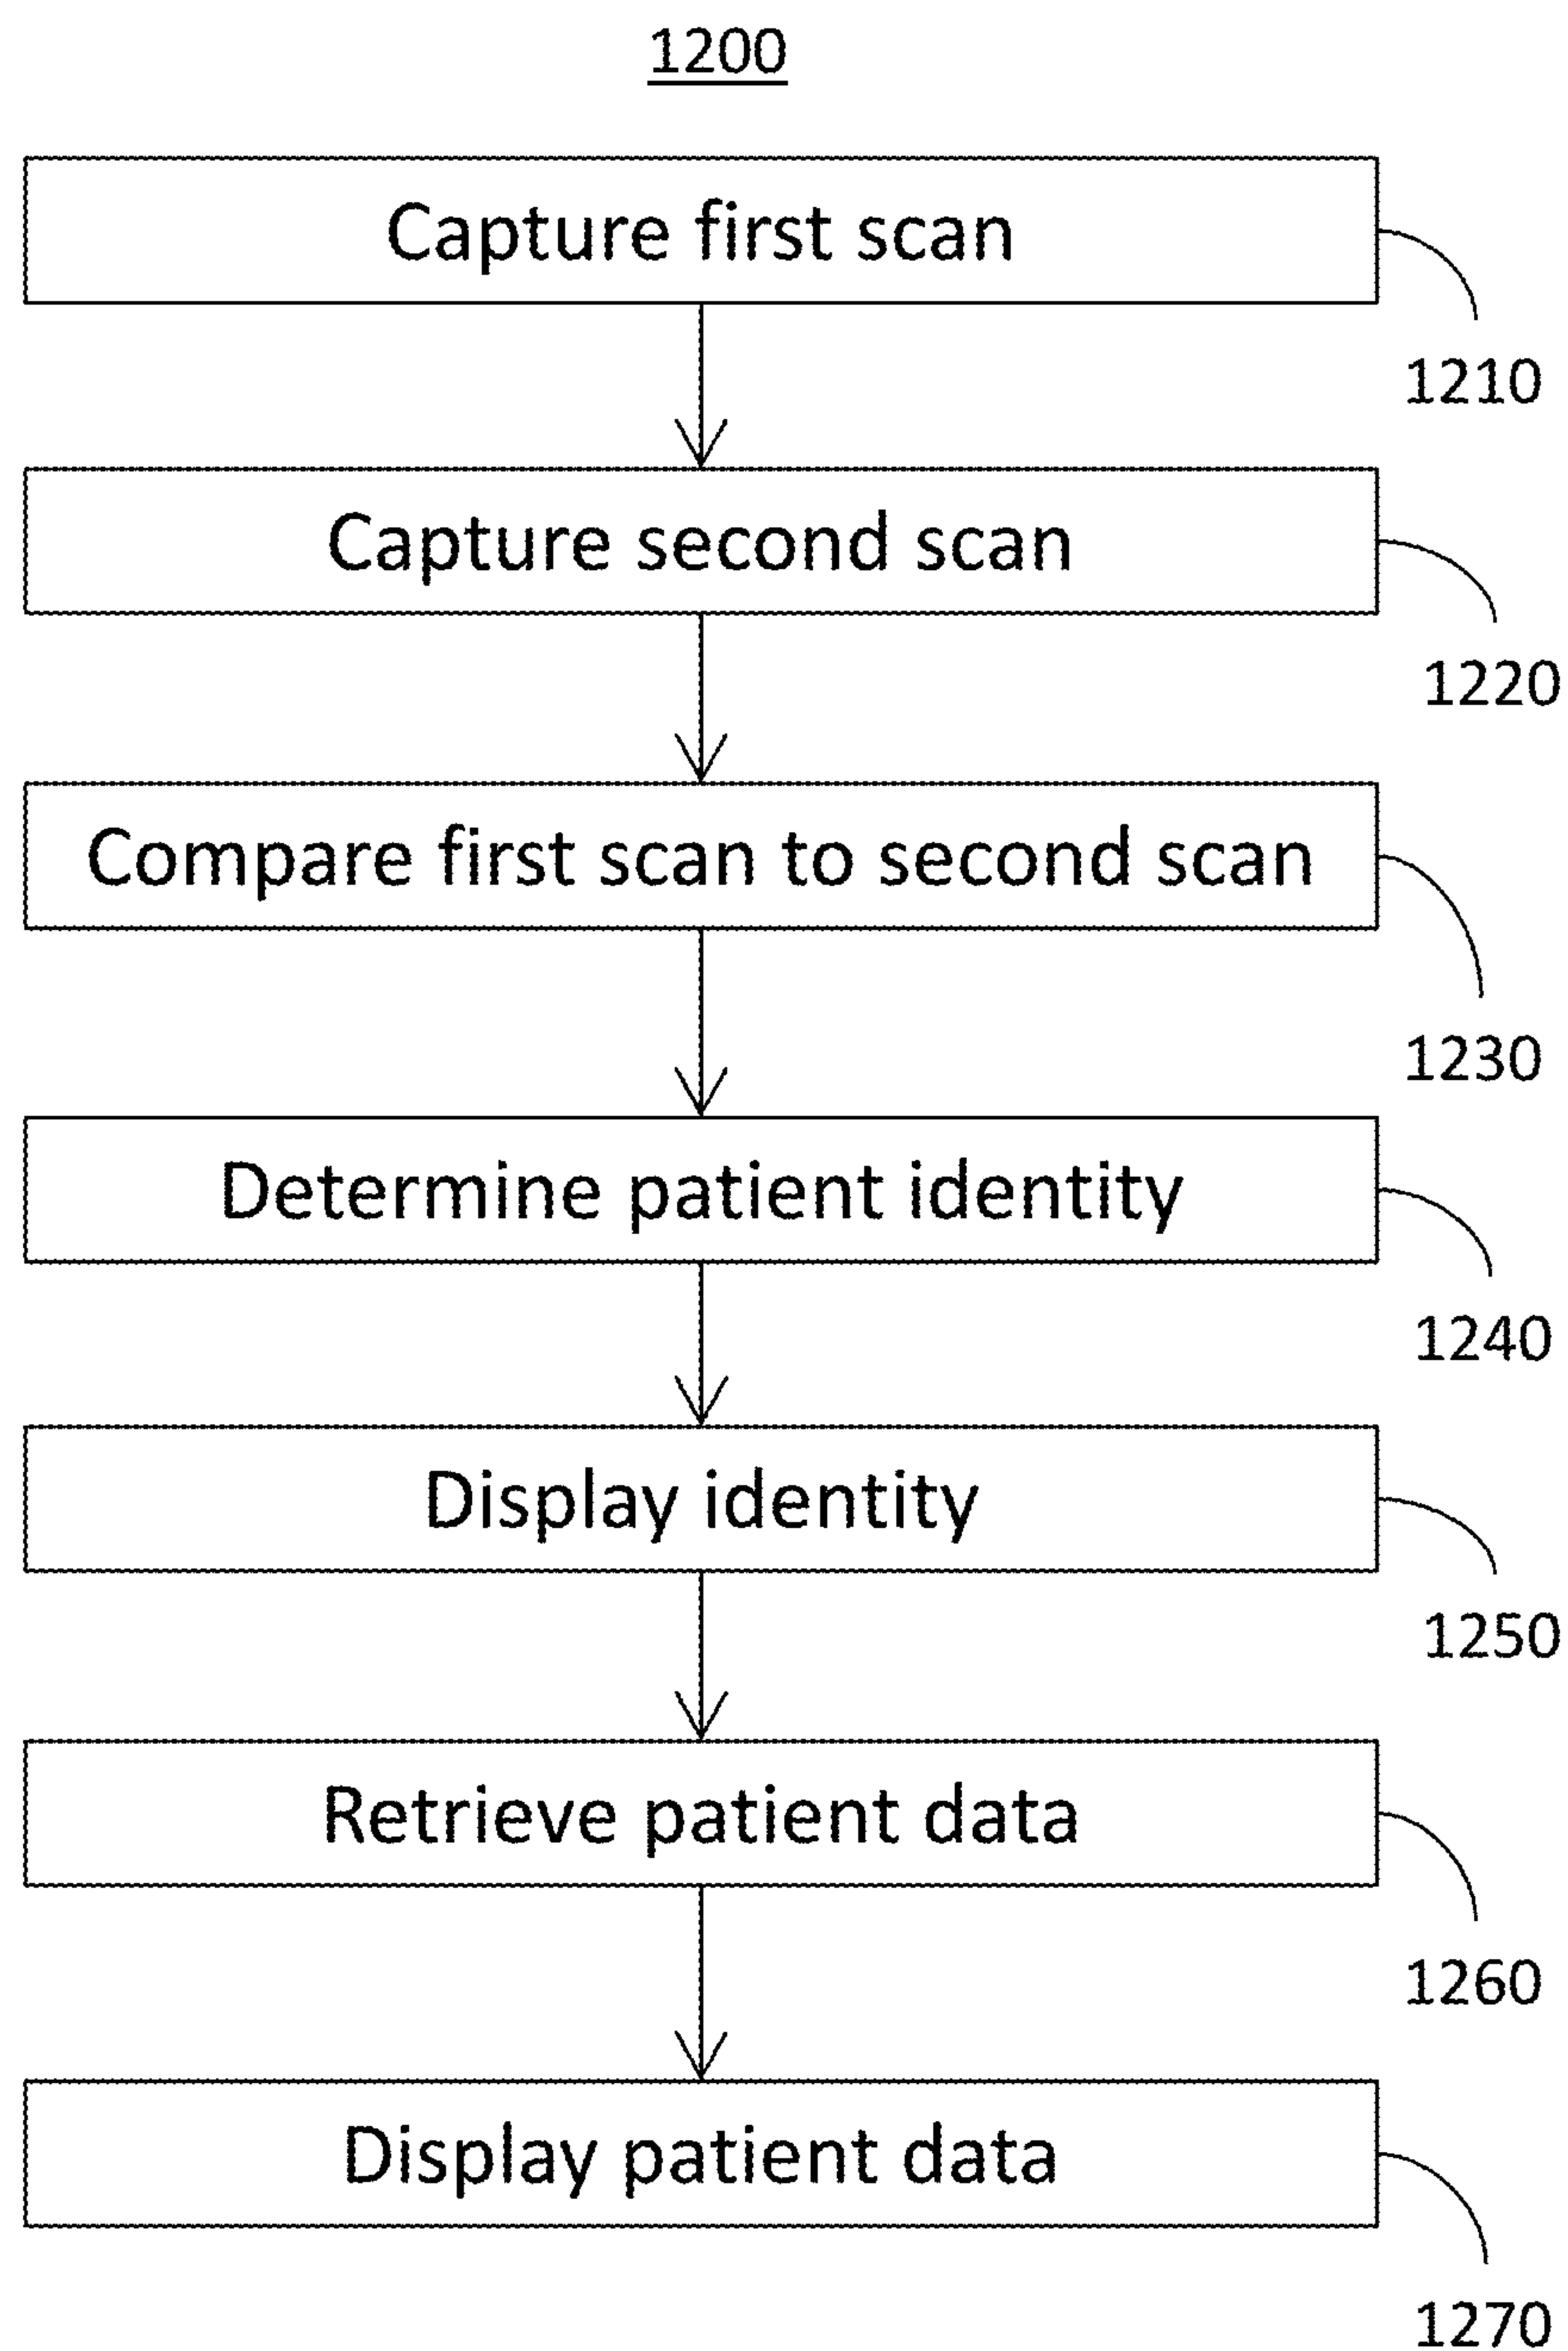 1200
Capture first scan
1210
Capture second scan
1220
Compare first scan to second scan
1230
Determine patient identity
1240
Display identity
1250
Retrieve patient data
1260
Display patient data
1270